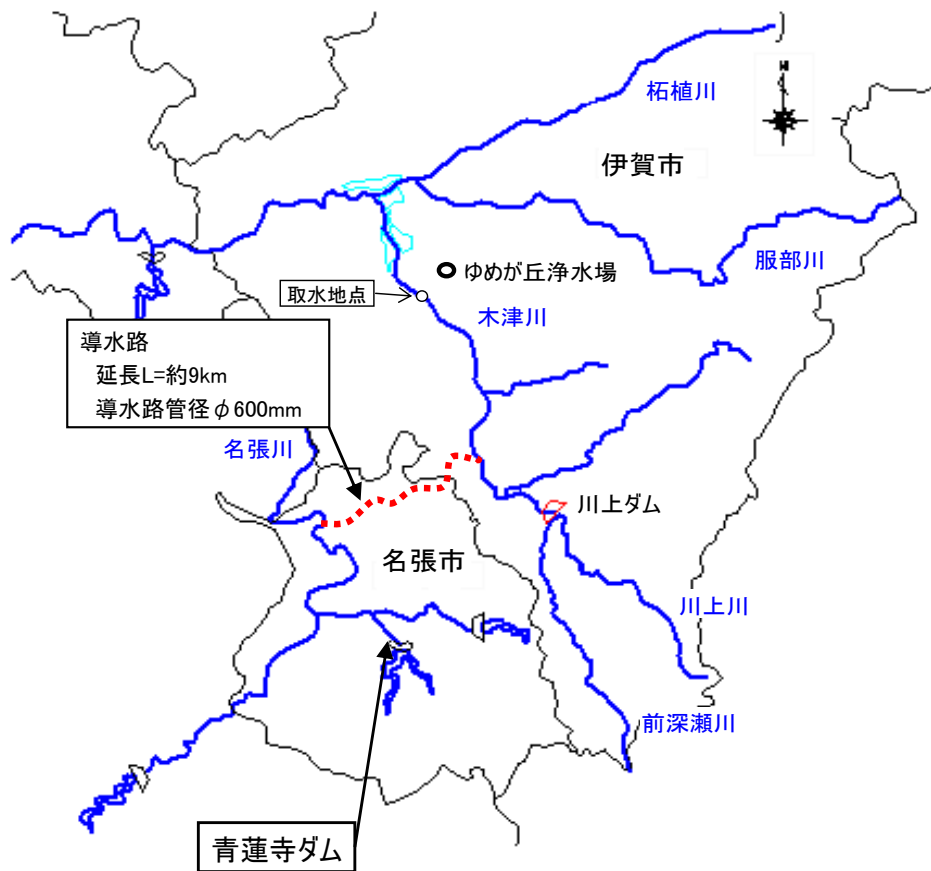 N
柘植川
伊賀市
服部川
ゆめが丘浄水場
取水地点
木津川
導水路
延長L=約9km
導水路管径φ600mm
名張川
川上ダム
名張市
川上川
前深瀬川
青蓮寺ダム